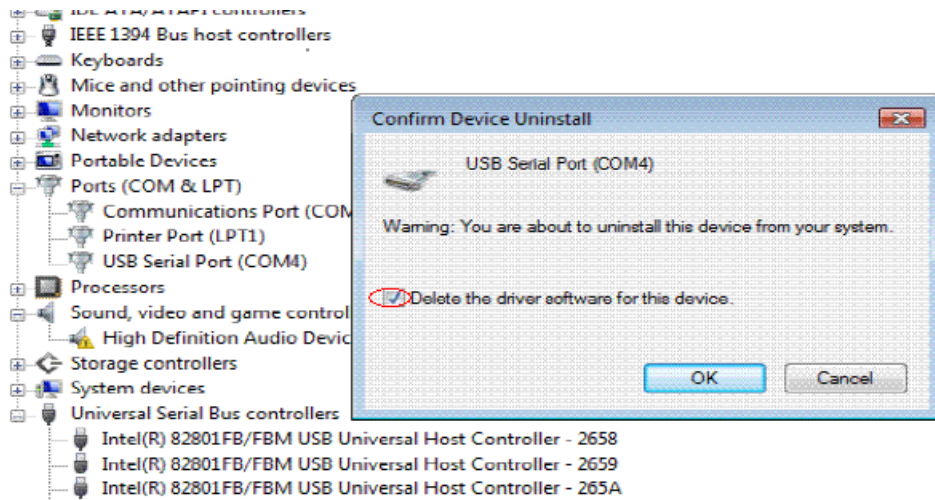 IDE ATA/ATAPI controllers
IEEE 1394 Bus host controllers
Keyboards
Mice and other pointing devices
Monitors
Network adapters
Portable Devices
Ports (COM & LPT)
Communications Port (COM
Printer Port (LPT1)
USB Serial Port (COM4)
Processors
Sound, video and game control
High Definition Audio Devic
Storage controllers
System devices
Universal Serial Bus controllers
Intel(R) 82801FB/FBM USB Universal Host Controller - 2658
Intel(R) 82801FB/FBM USB Universal Host Controller - 2659
Intel(R) 82801FB/FBM USB Universal Host Controller - 265A
Confirm Device Uninstall
USB Serial Port (COM4)
Warning: You are about to uninstall this device from your system.
Delete the driver software for this device.
OK
Cancel